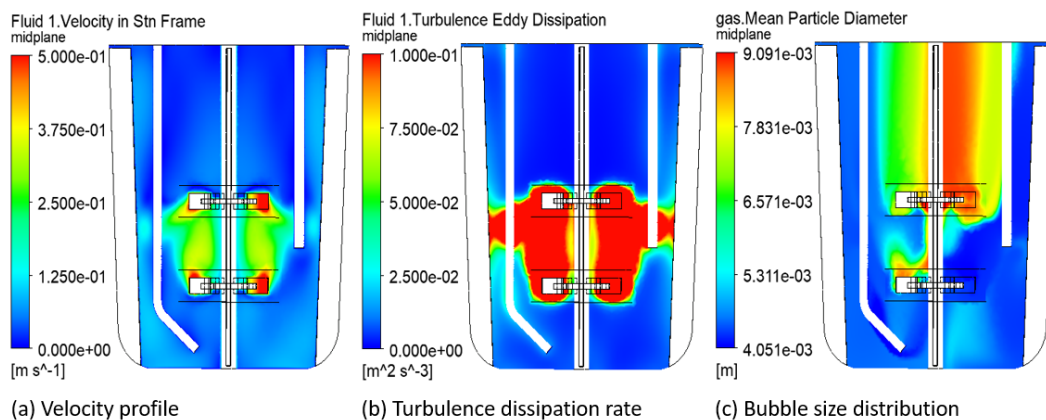 Fluid 1.Velocity in Stn Frame
midplane
5.000e-01
3.750e-01
2.500e-01
1.250e-01
0.000e+00
[m s^-1]
(a) Velocity profile
Fluid 1.Turbulence Eddy Dissipation
midplane
1.000e-01
7.500e-02
5.000e-02
2.500e-02
0.000e+00
[m^2 s^-3]
(b) Turbulence dissipation rate
gas.Mean Particle Diameter
midplane
9.091e-03
7.831e-03
6.571e-03
5.311e-03
4.051e-03
[m]
(c) Bubble size distribution